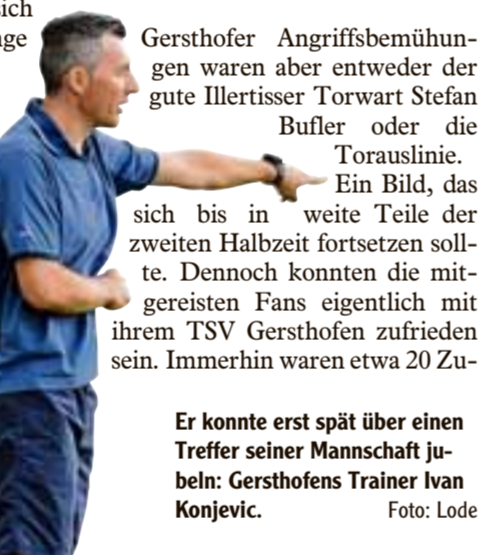 sich
nge
Gersthofer Angriffsbemühun-
gen waren aber entweder der
gute Illertisser Torwart Stefan
Bufler oder die
Torauslinie.
Ein Bild, das
sich bis in weite Teile der
zweiten Halbzeit fortsetzen soll-
te. Dennoch konnten die mit-
gereisten Fans eigentlich mit
ihrem TSV Gersthofen zufrieden
sein. Immerhin waren etwa 20 Zu-
Er konnte erst spät über einen
Treffer seiner Mannschaft ju-
beln: Gersthofens Trainer Ivan
Konjevic. Foto: Lode